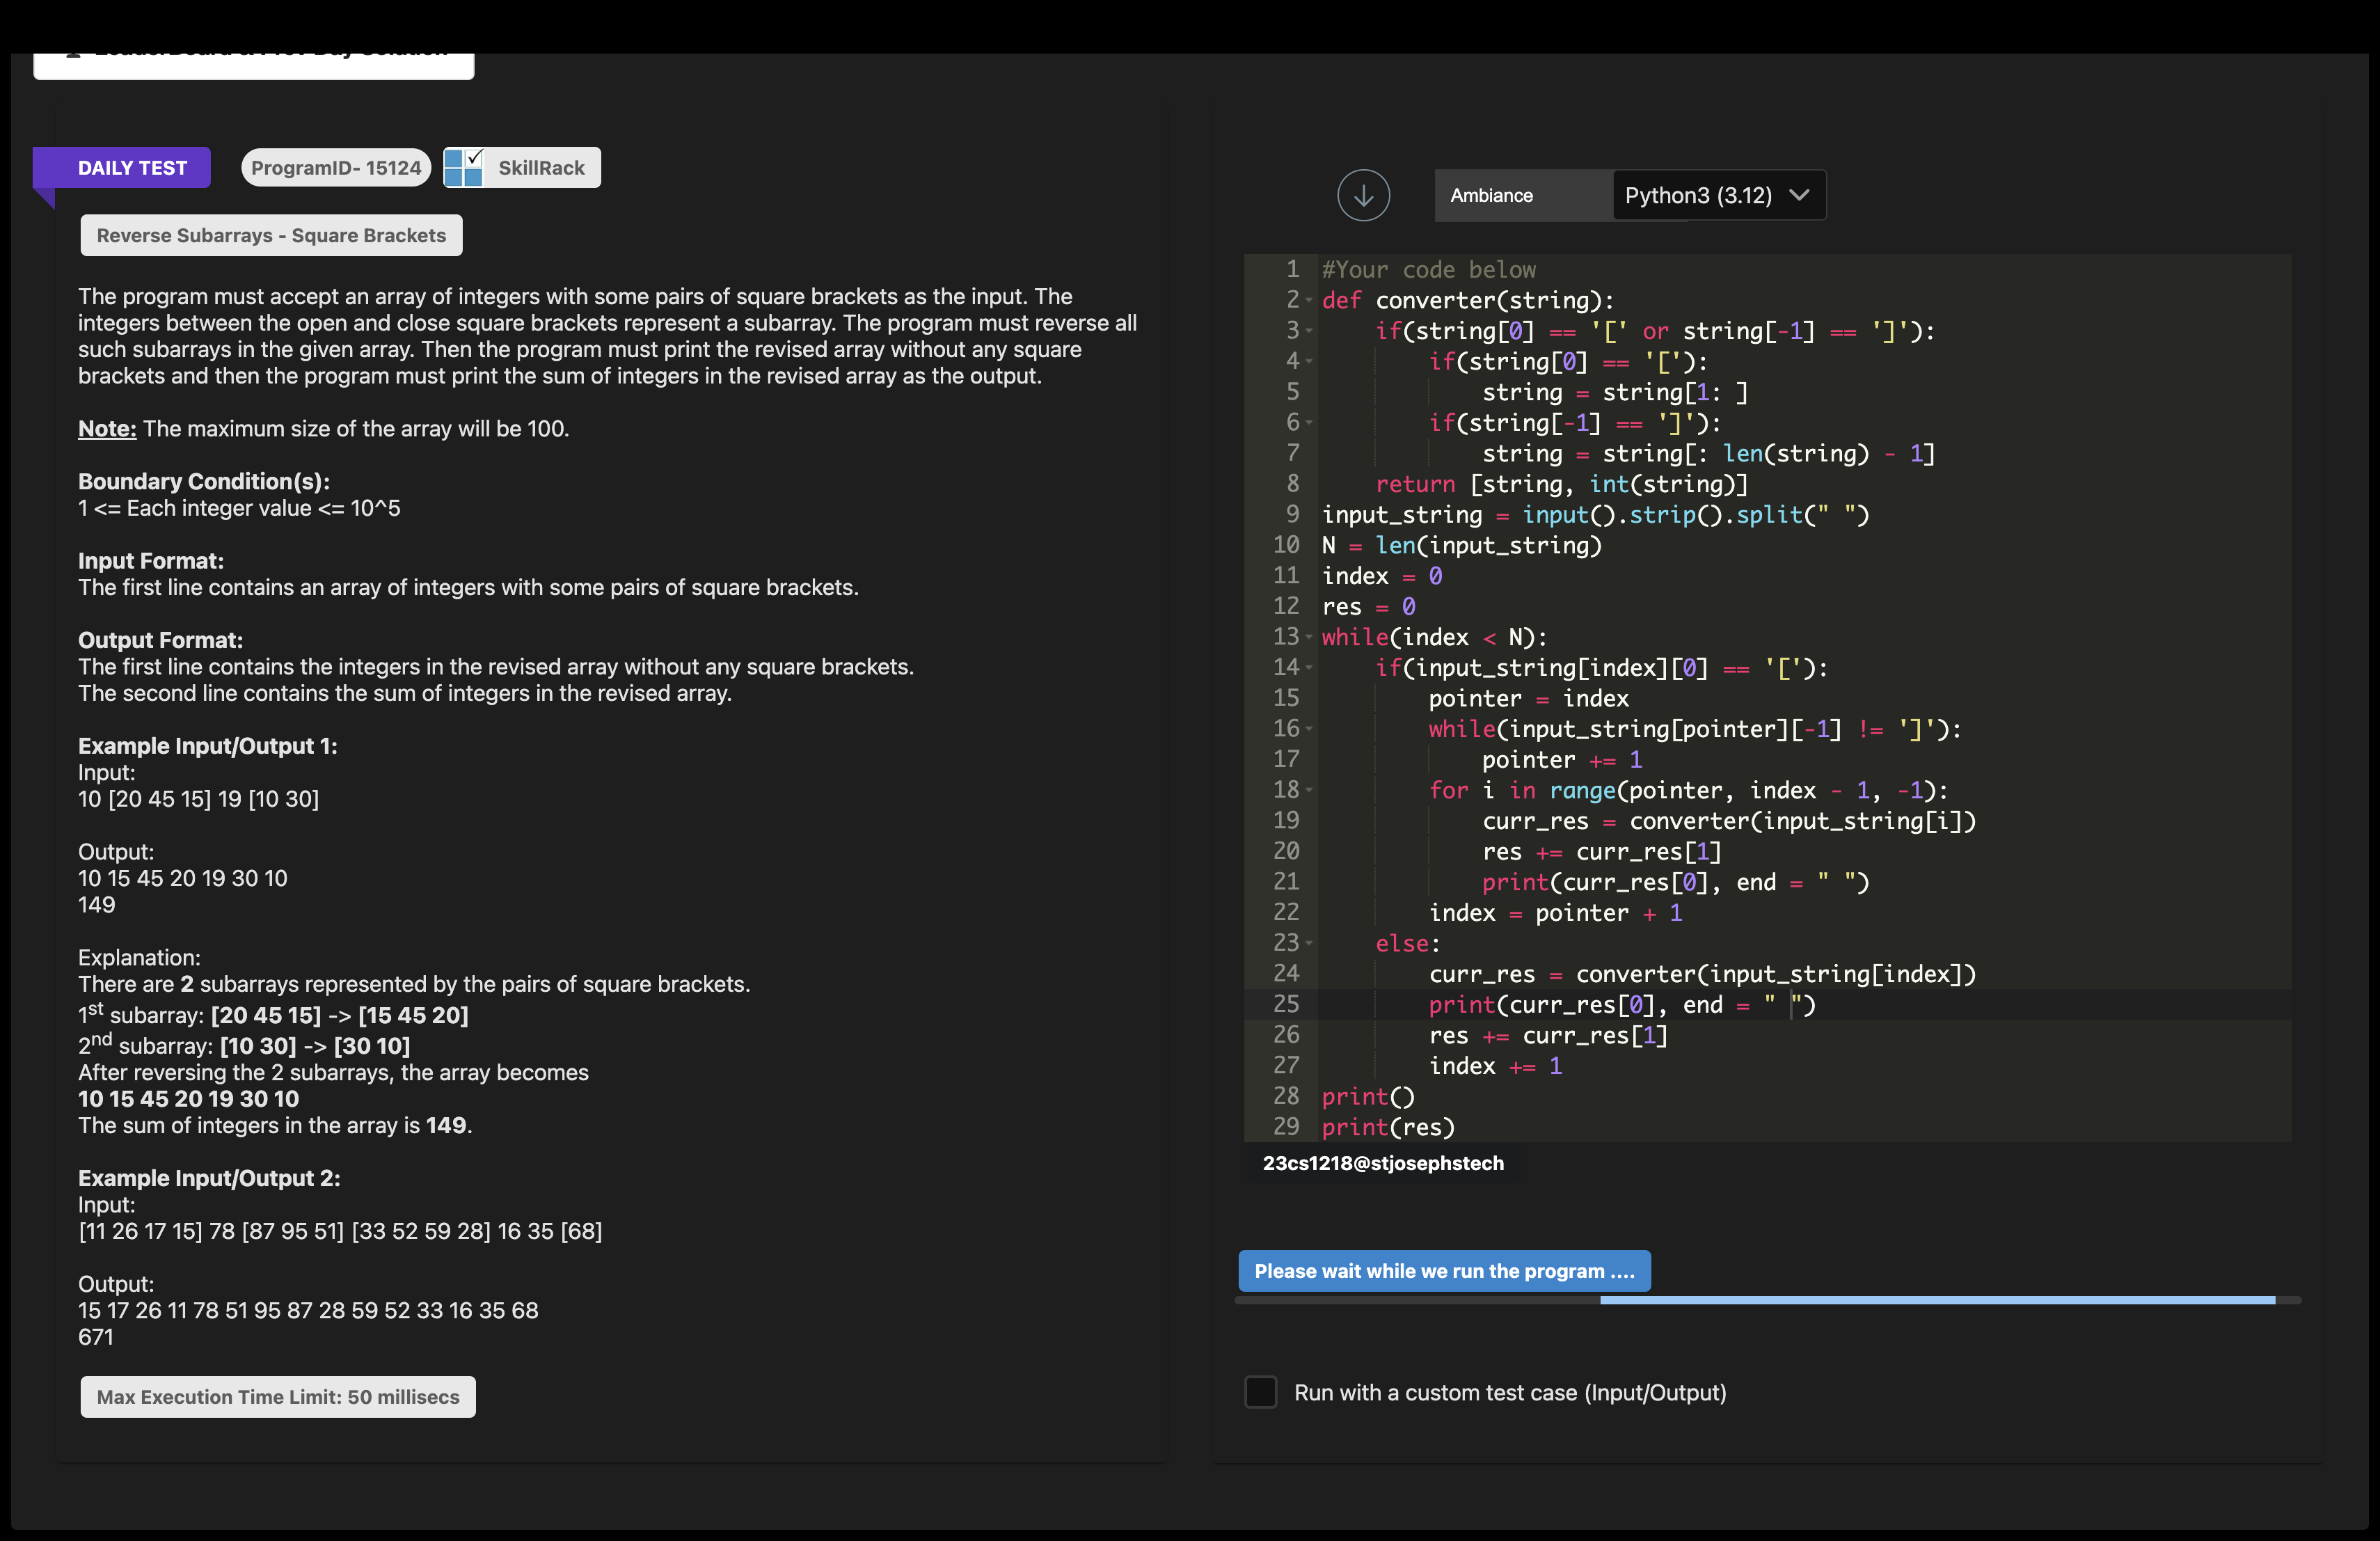 LeaderBoard & Prev Day Solution
DAILY TEST
ProgramID- 15124
SkillRack
Reverse Subarrays - Square Brackets
The program must accept an array of integers with some pairs of square brackets as the input. The
integers between the open and close square brackets represent a subarray. The program must reverse all
such subarrays in the given array. Then the program must print the revised array without any square
brackets and then the program must print the sum of integers in the revised array as the output.
Note: The maximum size of the array will be 100.
Boundary Condition(s):
1 <= Each integer value <= 10^5
Input Format:
The first line contains an array of integers with some pairs of square brackets.
Output Format:
The first line contains the integers in the revised array without any square brackets.
The second line contains the sum of integers in the revised array.
Example Input/Output 1:
Input:
10 [20 45 15] 19 [10 30]
Output:
10 15 45 20 19 30 10
149
Explanation:
There are 2 subarrays represented by the pairs of square brackets.
1st subarray: [20 45 15] -> [15 45 20]
2nd subarray: [10 30] -> [30 10]
After reversing the 2 subarrays, the array becomes
10 15 45 20 19 30 10
The sum of integers in the array is 149.
Example Input/Output 2:
Input:
[11 26 17 15] 78 [87 95 51] [33 52 59 28] 16 35 [68]
Output:
15 17 26 11 78 51 95 87 28 59 52 33 16 35 68
671
Max Execution Time Limit: 50 millisecs
Ambiance
Python3 (3.12)
1 #Your code below
2 def converter(string):
3     if(string[0] == '[' or string[-1] == ']'):
4         if(string[0] == '['):
5             string = string[1: ]
6         if(string[-1] == ']'):
7             string = string[: len(string) - 1]
8     return [string, int(string)]
9 input_string = input().strip().split(" ")
10 N = len(input_string)
11 index = 0
12 res = 0
13 while(index < N):
14     if(input_string[index][0] == '['):
15         pointer = index
16         while(input_string[pointer][-1] != ']'):
17             pointer += 1
18         for i in range(pointer, index - 1, -1):
19             curr_res = converter(input_string[i])
20             res += curr_res[1]
21             print(curr_res[0], end = " ")
22         index = pointer + 1
23     else:
24         curr_res = converter(input_string[index])
25         print(curr_res[0], end = " ")
26         res += curr_res[1]
27         index += 1
28 print()
29 print(res)
23cs1218@stjosephstech
Please wait while we run the program ....
Run with a custom test case (Input/Output)